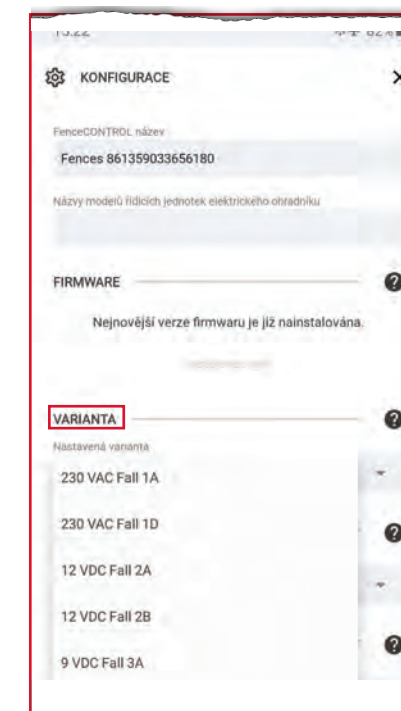 KONFIGURACE
FenceCONTROL název
Fences 861359033656180
Názvy modelů řídicích jednotek elektrického ohradníku
FIRMWARE
Nejnovější verze firmwaru je již nainstalována.
VARIANTA
Nastavená varianta
230 VAC Fall 1A
230 VAC Fall 1D
12 VDC Fall 2A
12 VDC Fall 2B
9 VDC Fall 3A